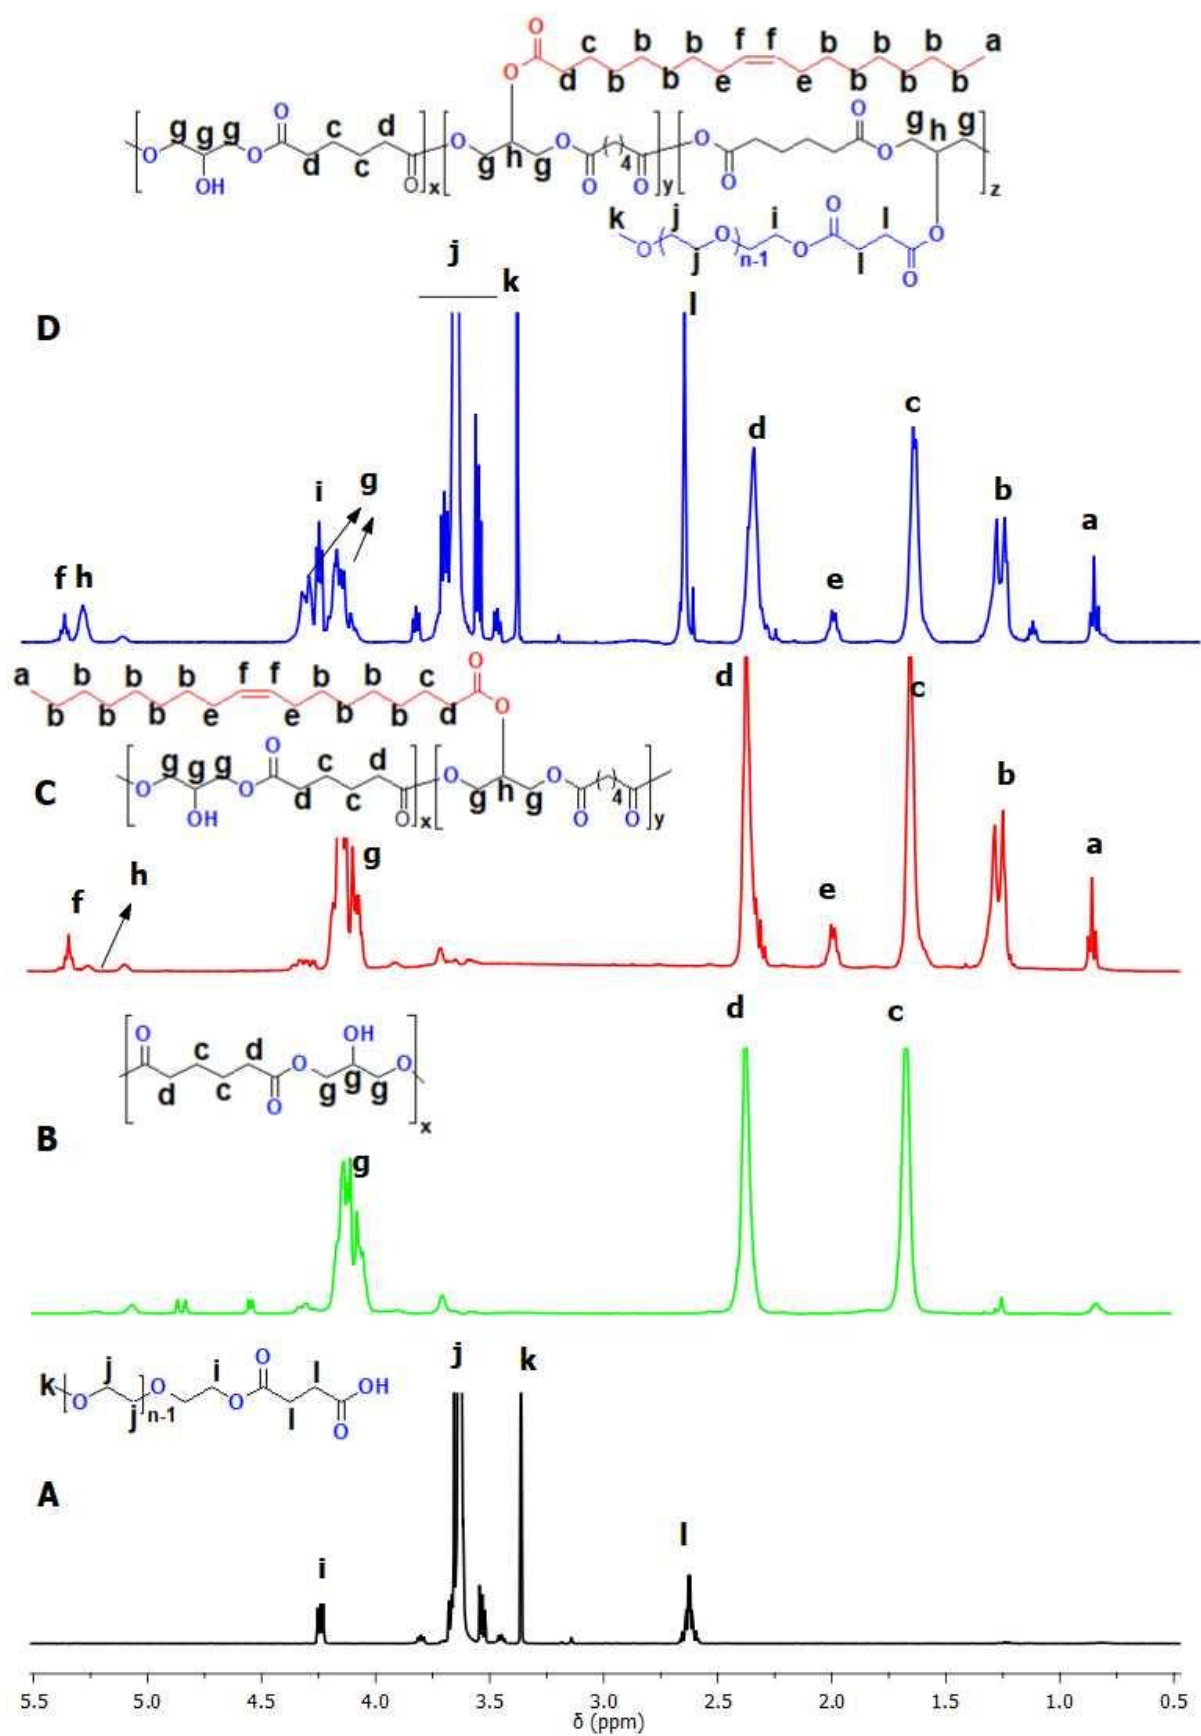 O c b b f f b b b a
O d b b e e b b b
g g g O c d O O O g h g
O O d c O x g h g O 4 O y O O z
OH
k j i O l O
O j O n-1 O l O
j k l
D
i g d c b a
f h e
a b b b f f b b c O
b b b e e b b d O
g g g O c d O O
C O O d c O x g h g O 4 O y
OH
f h g d e c b a
d c
O c d OH
d c O O g g g O x
B
g
j k
k j O i O l OH
O j n-1 O l O
A
i l
5.5 5.0 4.5 4.0 3.5 3.0 2.5 2.0 1.5 1.0 0.5
δ (ppm)